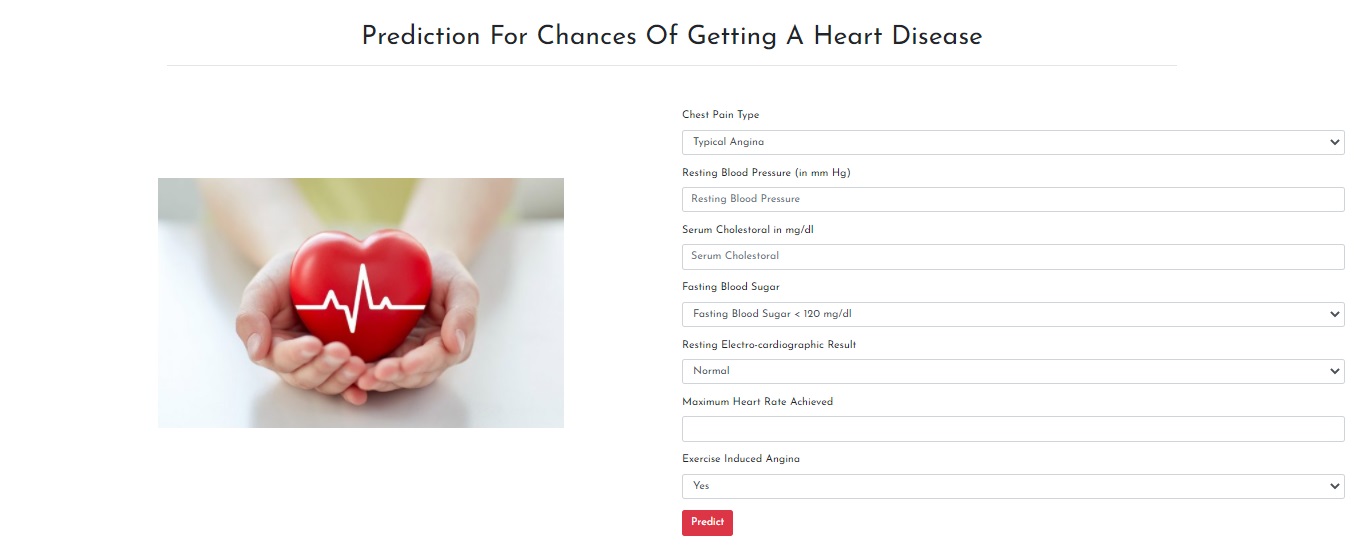 Prediction For Chances Of Getting A Heart Disease
Chest Pain Type
Typical Angina
Resting Blood Pressure (in mm Hg)
Resting Blood Pressure
Serum Cholestoral in mg/dl
Serum Cholestoral
Fasting Blood Sugar
Fasting Blood Sugar < 120 mg/dl
Resting Electro-cardiographic Result
Normal
Maximum Heart Rate Achieved
Exercise Induced Angina
Yes
Predict